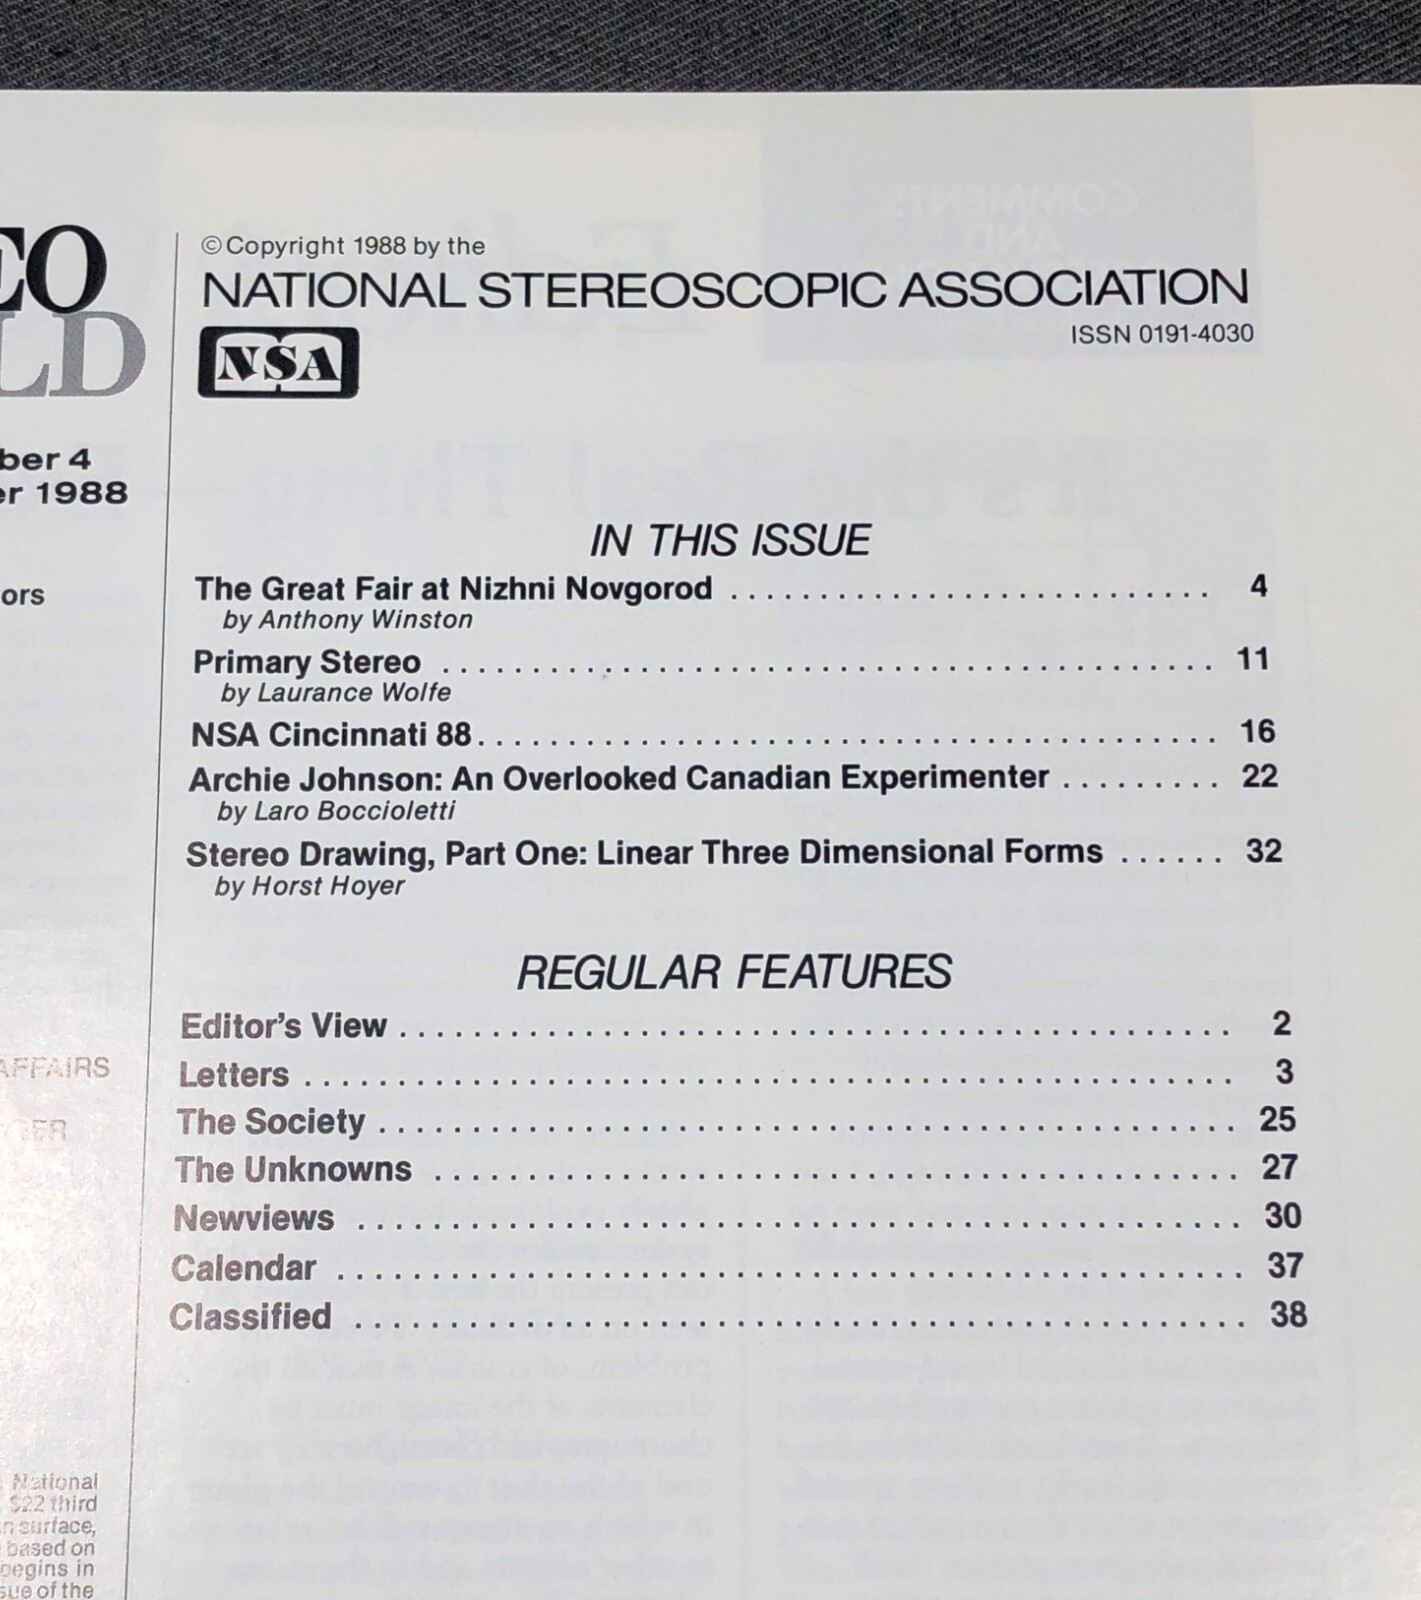 EO
LD
ber 4
er 1988
ors
AFFAIRS
GER
National
$22 third
n surface,
based on
begins in
sue of the
©Copyright 1988 by the
NATIONAL STEREOSCOPIC ASSOCIATION
ISSN 0191-4030
NSA
IN THIS ISSUE
The Great Fair at Nizhni Novgorod .......................... 4
by Anthony Winston
Primary Stereo .......................................... 11
by Laurance Wolfe
NSA Cincinnati 88........................................ 16
Archie Johnson: An Overlooked Canadian Experimenter ......... 22
by Laro Boccioletti
Stereo Drawing, Part One: Linear Three Dimensional Forms ...... 32
by Horst Hoyer
REGULAR FEATURES
Editor's View ............................................. 2
Letters .................................................. 3
The Society .............................................. 25
The Unknowns ........................................... 27
Newviews ............................................... 30
Calendar ................................................ 37
Classified ............................................... 38